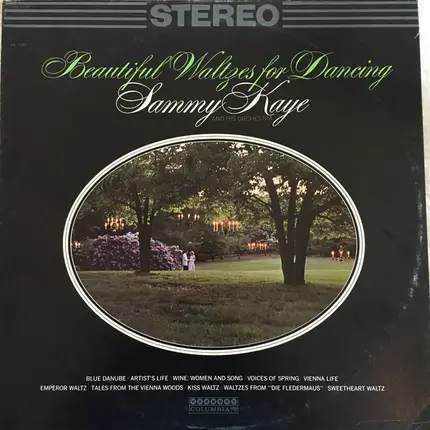 STEREO
Beautiful Waltzes for Dancing
Sammy Kaye
AND HIS ORCHESTRA
BLUE DANUBE · ARTIST'S LIFE · WINE, WOMEN AND SONG · VOICES OF SPRING · VIENNA LIFE
EMPEROR WALTZ · TALES FROM THE VIENNA WOODS · KISS WALTZ · WALTZES FROM "DIE FLEDERMAUS" · SWEETHEART WALTZ
HARMONY
COLUMBIA